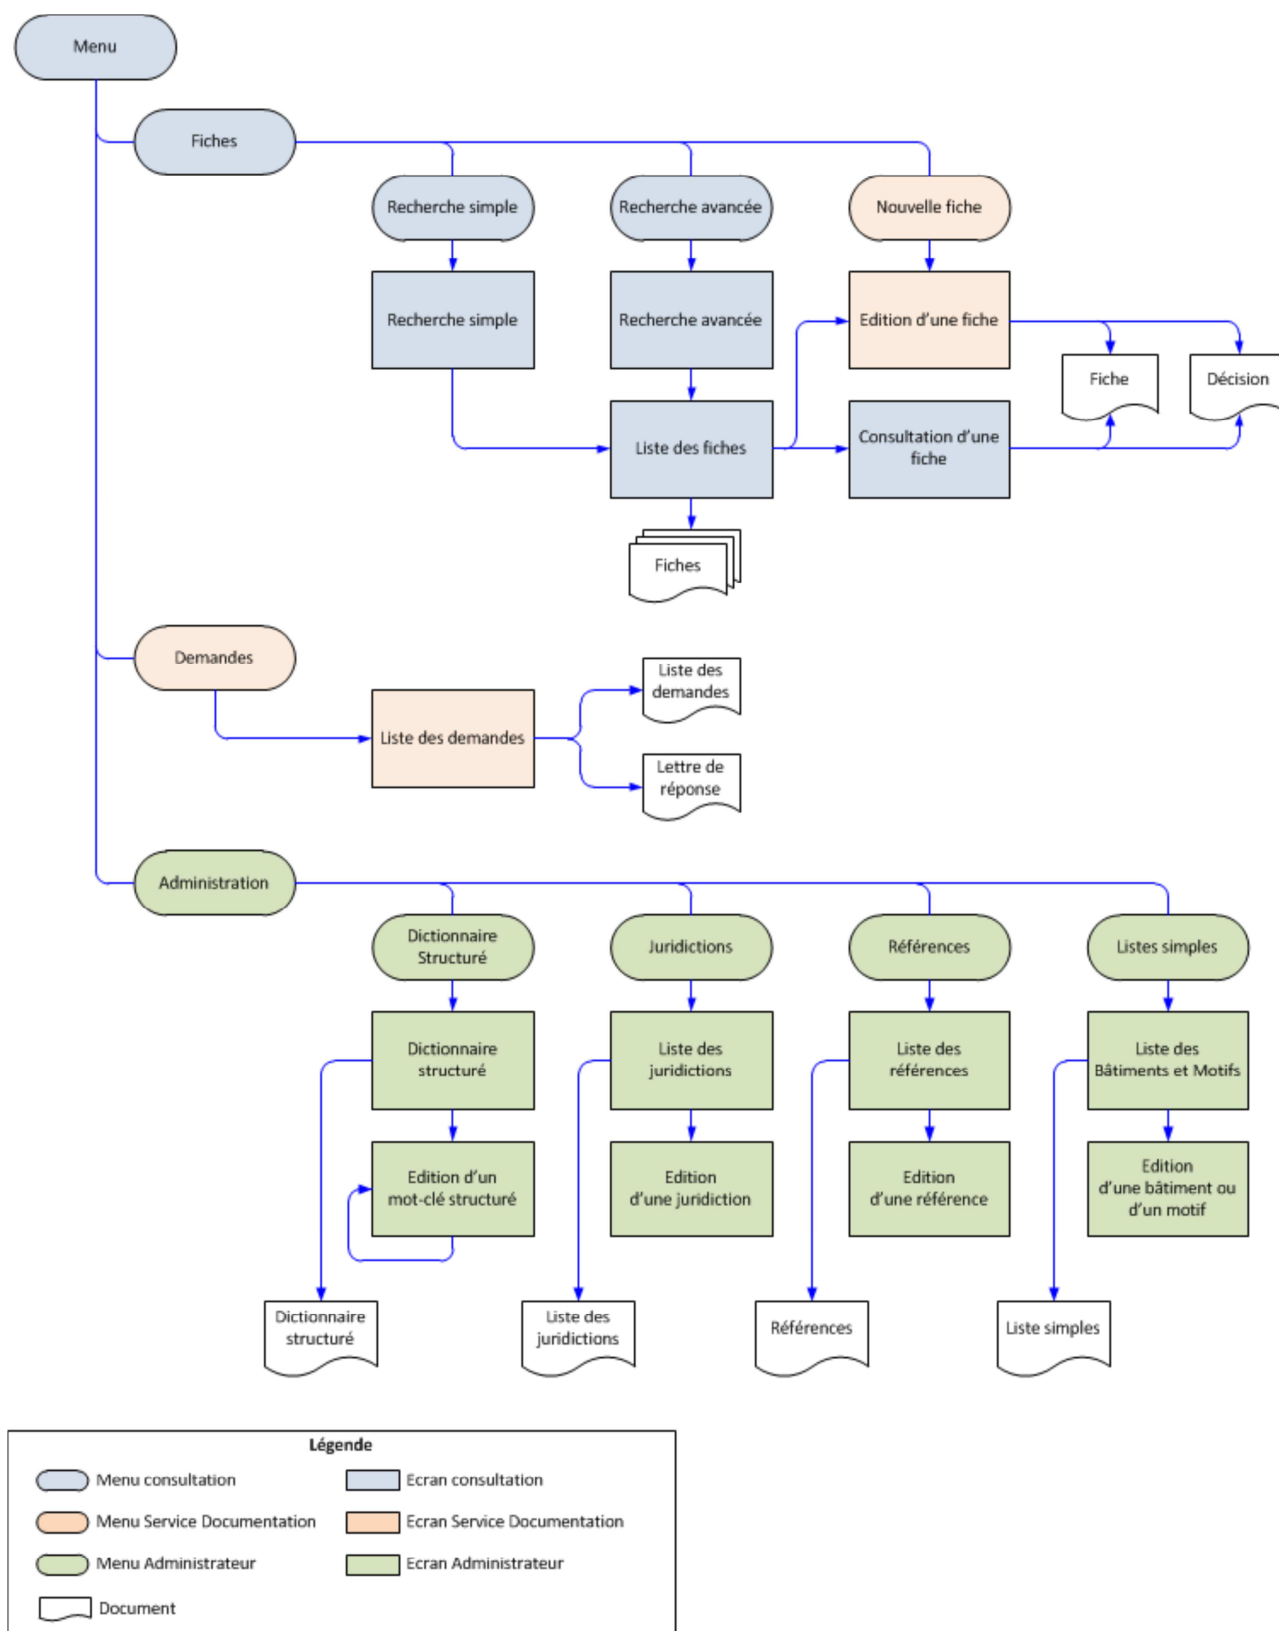 Menu
Fiches
Recherche simple
Recherche avancée
Nouvelle fiche
Recherche simple
Recherche avancée
Edition d'une fiche
Fiche
Décision
Liste des fiches
Consultation d'une
fiche
Fiches
Demandes
Liste des demandes
Liste des
demandes
Lettre de
réponse
Administration
Dictionnaire
Structuré
Juridictions
Références
Listes simples
Dictionnaire
structuré
Liste des
juridictions
Liste des
références
Liste des
Bâtiments et Motifs
Edition d'un
mot-clé structuré
Edition
d'une juridiction
Edition
d'une référence
Edition
d'une bâtiment ou
d'un motif
Dictionnaire
structuré
Liste des
juridictions
Références
Liste simples
Légende
Menu consultation
Ecran consultation
Menu Service Documentation
Ecran Service Documentation
Menu Administrateur
Ecran Administrateur
Document